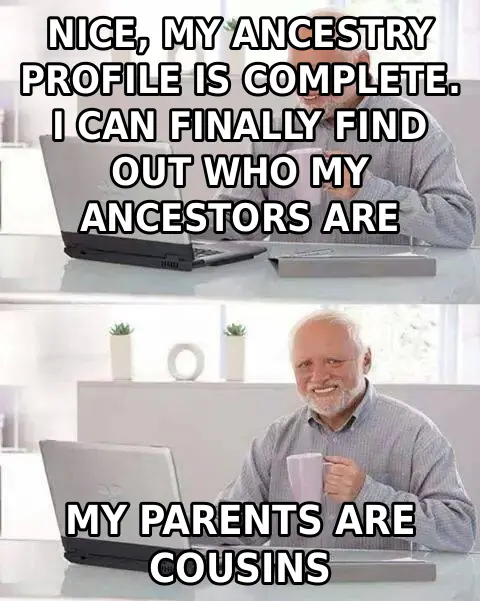 NICE, MY ANCESTRY
PROFILE IS COMPLETE.
I CAN FINALLY FIND
OUT WHO MY
ANCESTORS ARE
MY PARENTS ARE
COUSINS